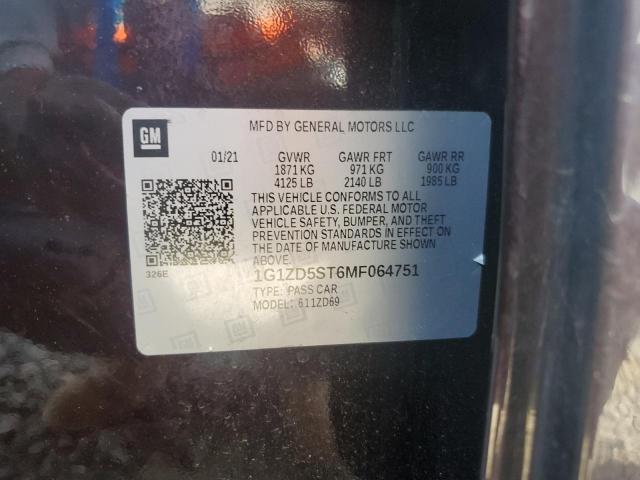 GM
MFD BY GENERAL MOTORS LLC
01/21 GVWR GAWR FRT GAWR RR
1871 KG 971 KG 900 KG
4125 LB 2140 LB 1985 LB
THIS VEHICLE CONFORMS TO ALL
APPLICABLE U.S. FEDERAL MOTOR
VEHICLE SAFETY, BUMPER, AND THEFT
PREVENTION STANDARDS IN EFFECT ON
THE DATE OF MANUFACTURE SHOWN
ABOVE.
326E
1G1ZD5ST6MF064751
TYPE: PASS CAR
MODEL: 611ZD69